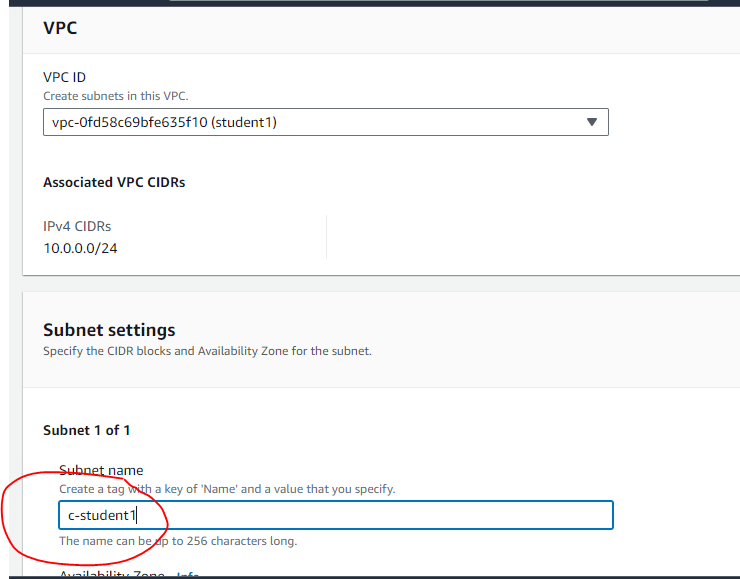 VPC
VPC ID
Create subnets in this VPC.
vpc-0fd58c69bfe635f10 (student1)
Associated VPC CIDRs
IPv4 CIDRs
10.0.0.0/24
Subnet settings
Specify the CIDR blocks and Availability Zone for the subnet.
Subnet 1 of 1
Subnet name
Create a tag with a key of 'Name' and a value that you specify.
c-student1
The name can be up to 256 characters long.
Availability Zone Info